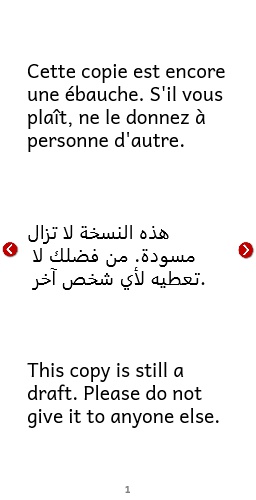 Cette copie est encore
une ébauche. S'il vous
plaît, ne le donnez à
personne d'autre.
هذه النسخة لا تزال
مسودة. من فضلك لا
تعطيه لأي شخص آخر.
This copy is still a
draft. Please do not
give it to anyone else.
1